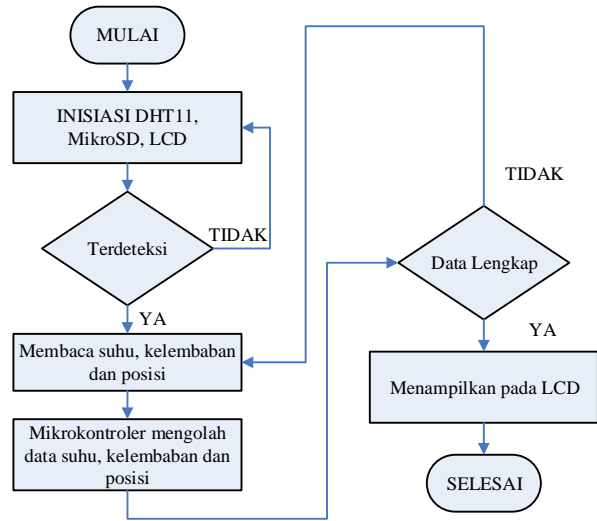 MULAI
INISIASI DHT11,
MikroSD, LCD
Terdeteksi
TIDAK
YA
Membaca suhu, kelembaban
dan posisi
Mikrokontroler mengolah
data suhu, kelembaban dan
posisi
TIDAK
Data Lengkap
YA
Menampilkan pada LCD
SELESAI